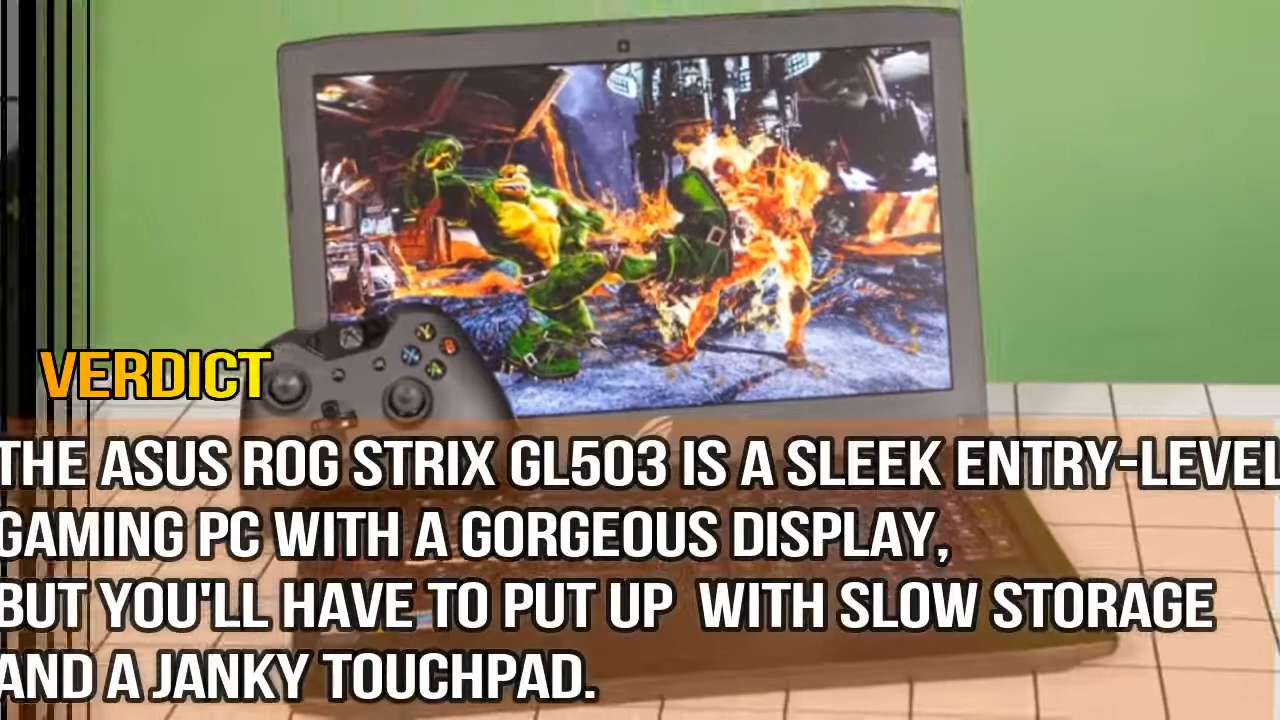 VERDICT
THE ASUS ROG STRIX GL503 IS A SLEEK ENTRY-LEVEL
GAMING PC WITH A GORGEOUS DISPLAY,
BUT YOU'LL HAVE TO PUT UP WITH SLOW STORAGE
AND A JANKY TOUCHPAD.
Y
X
B
A